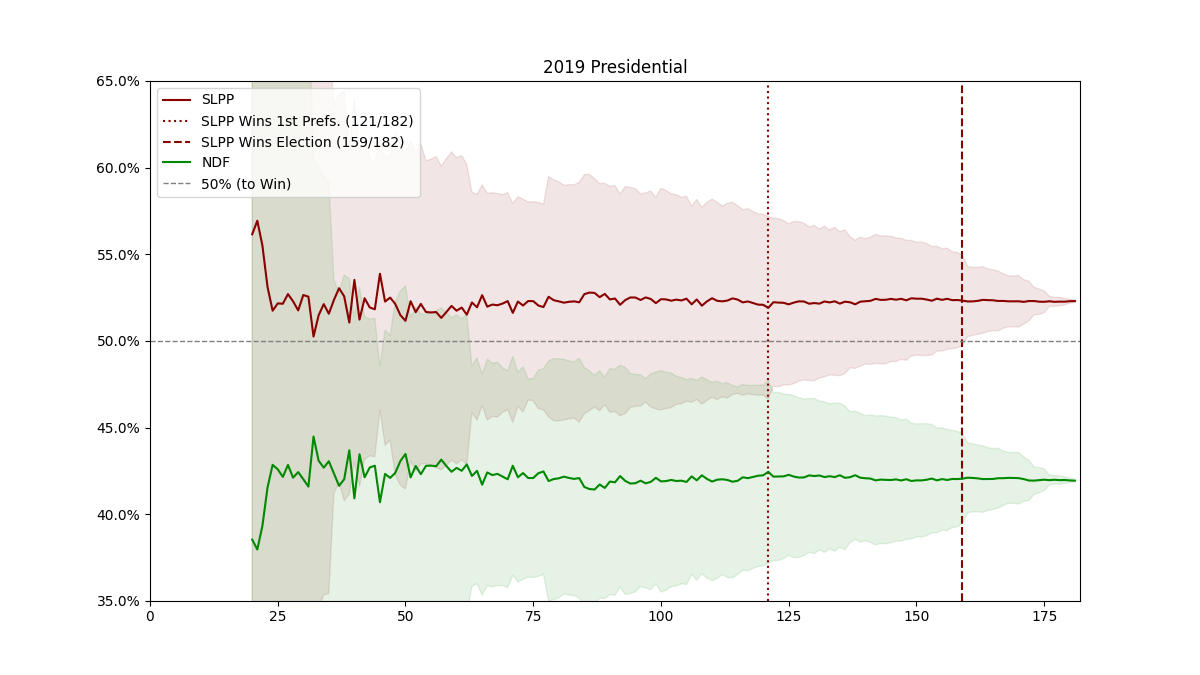 2019 Presidential
65.0%
60.0%
55.0%
50.0%
45.0%
40.0%
35.0%
SLPP
SLPP Wins 1st Prefs. (121/182)
SLPP Wins Election (159/182)
NDF
50% (to Win)
0 25 50 75 100 125 150 175